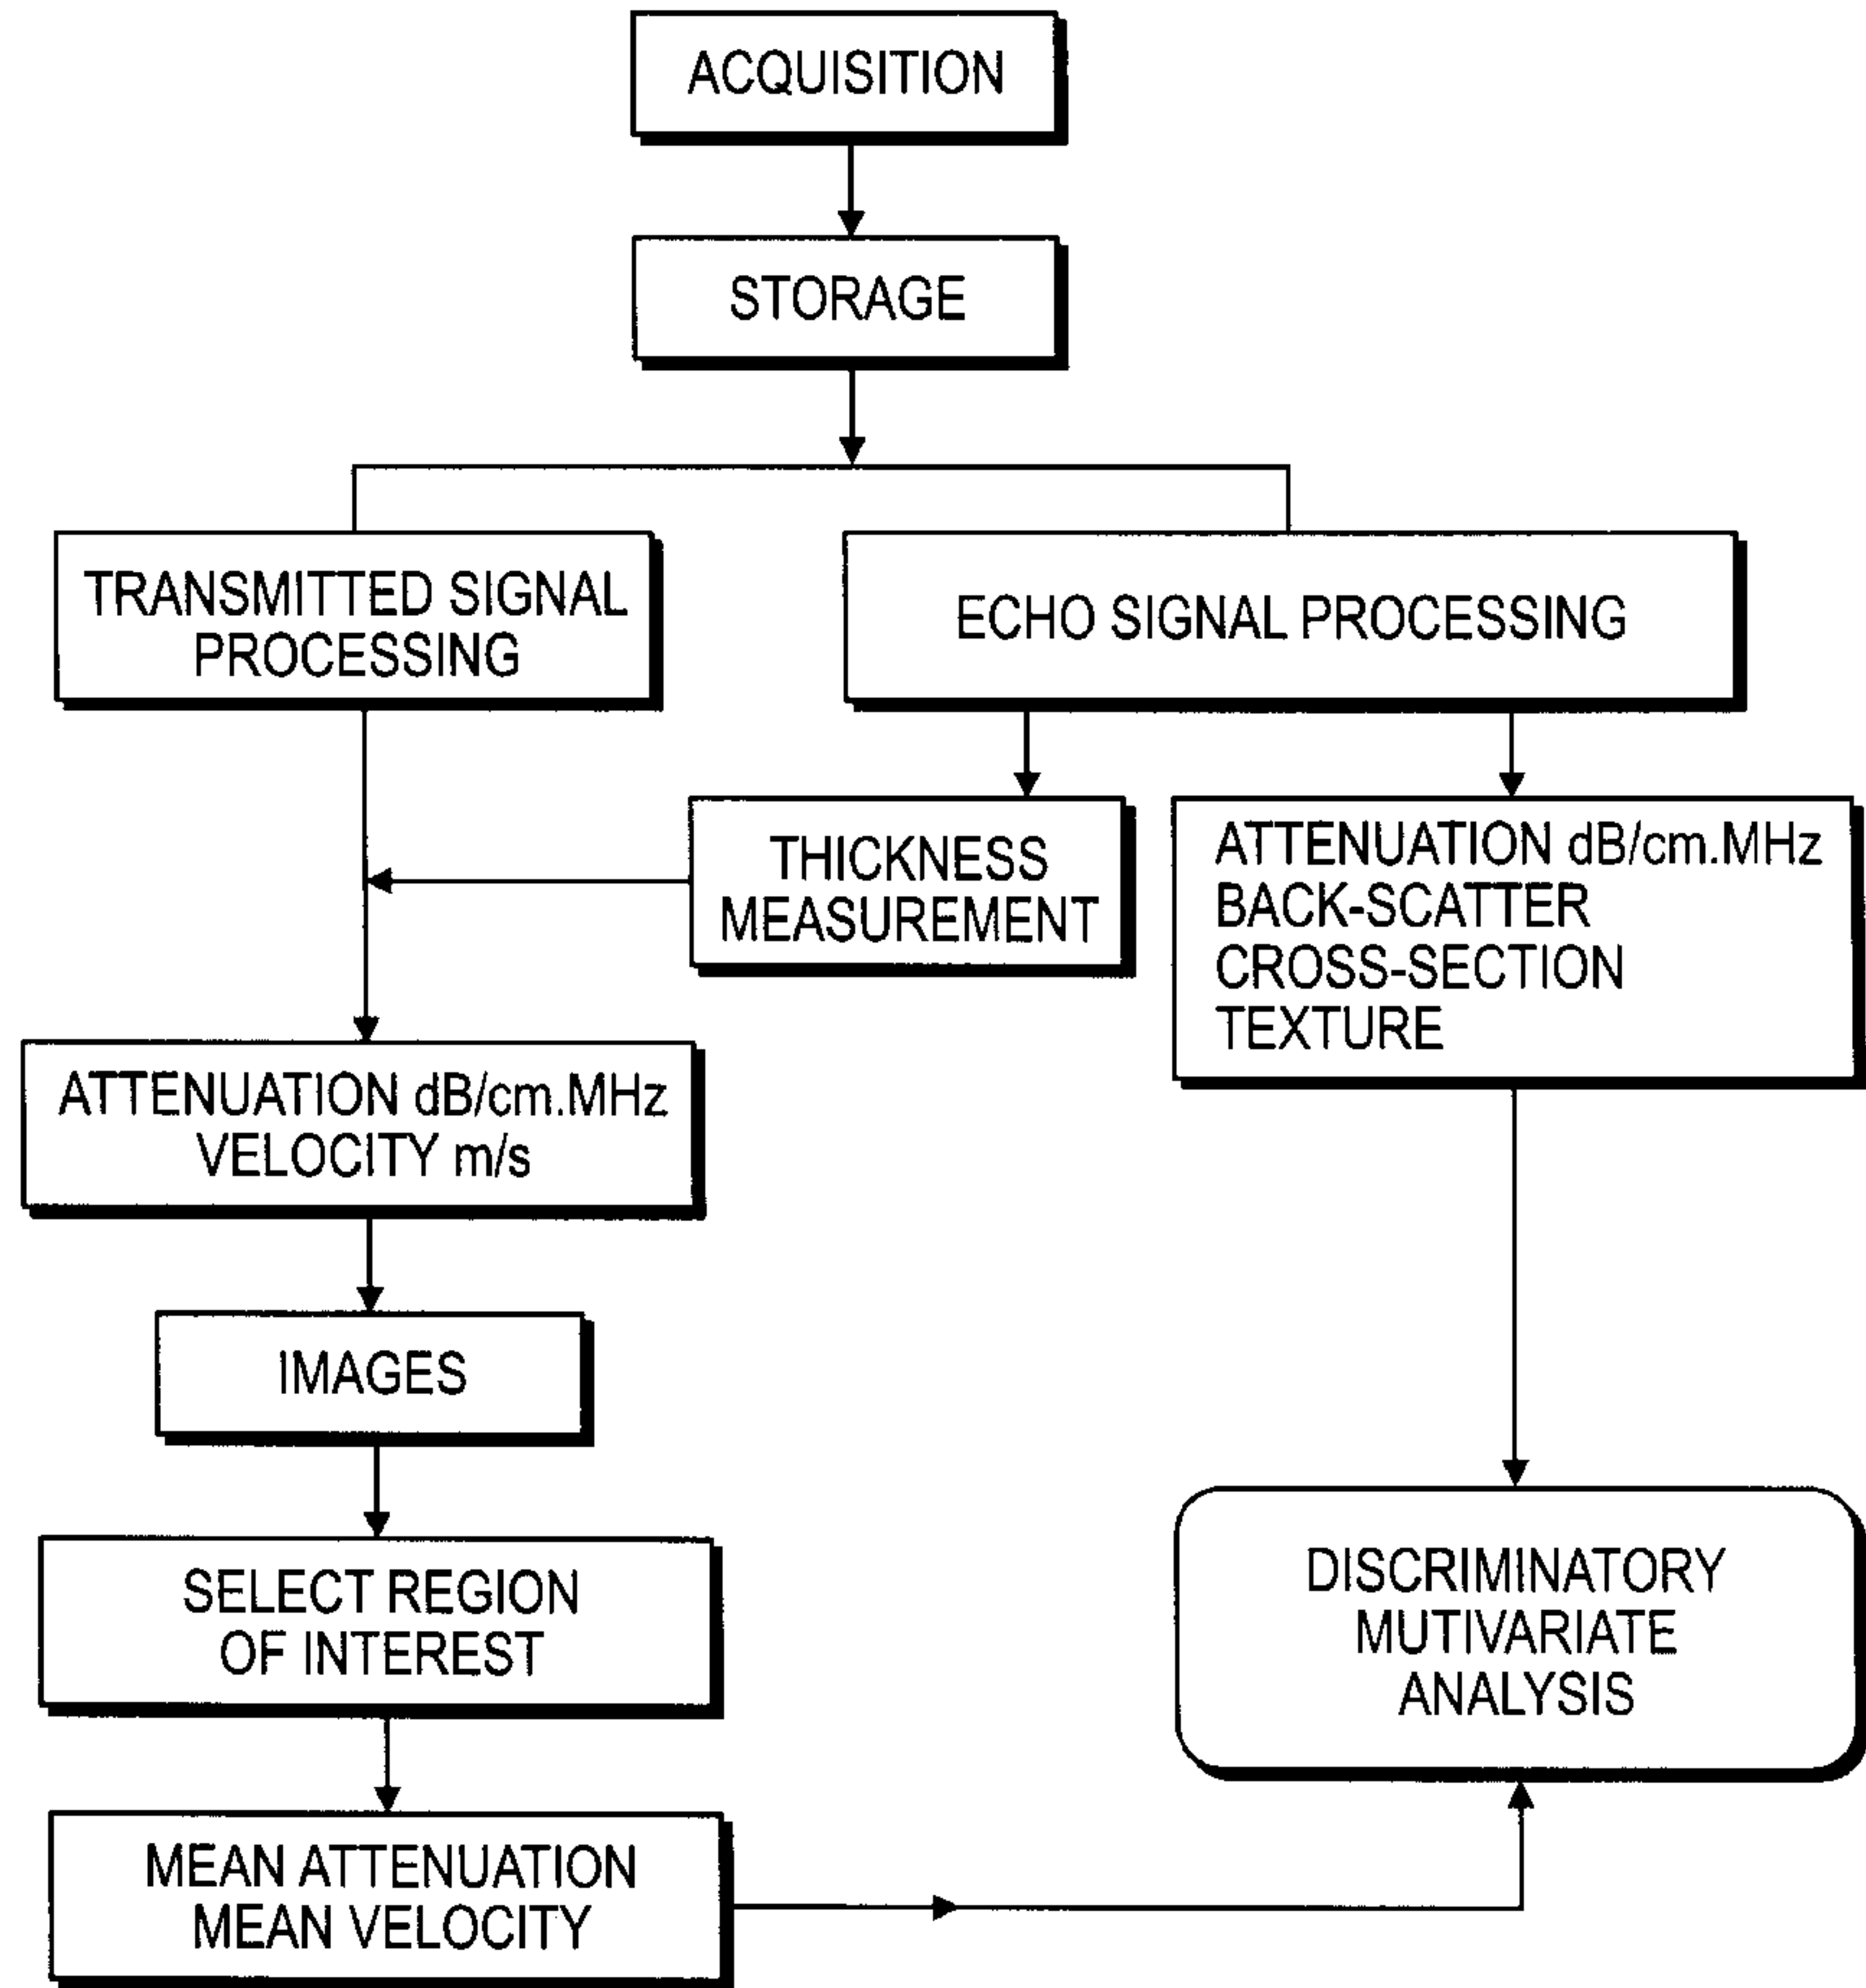 ACQUISITION
STORAGE
TRANSMITTED SIGNAL
PROCESSING
ECHO SIGNAL PROCESSING
THICKNESS
MEASUREMENT
ATTENUATION dB/cm.MHz
BACK-SCATTER
CROSS-SECTION
TEXTURE
ATTENUATION dB/cm.MHz
VELOCITY m/s
IMAGES
SELECT REGION
OF INTEREST
DISCRIMINATORY
MUTIVARIATE
ANALYSIS
MEAN ATTENUATION
MEAN VELOCITY